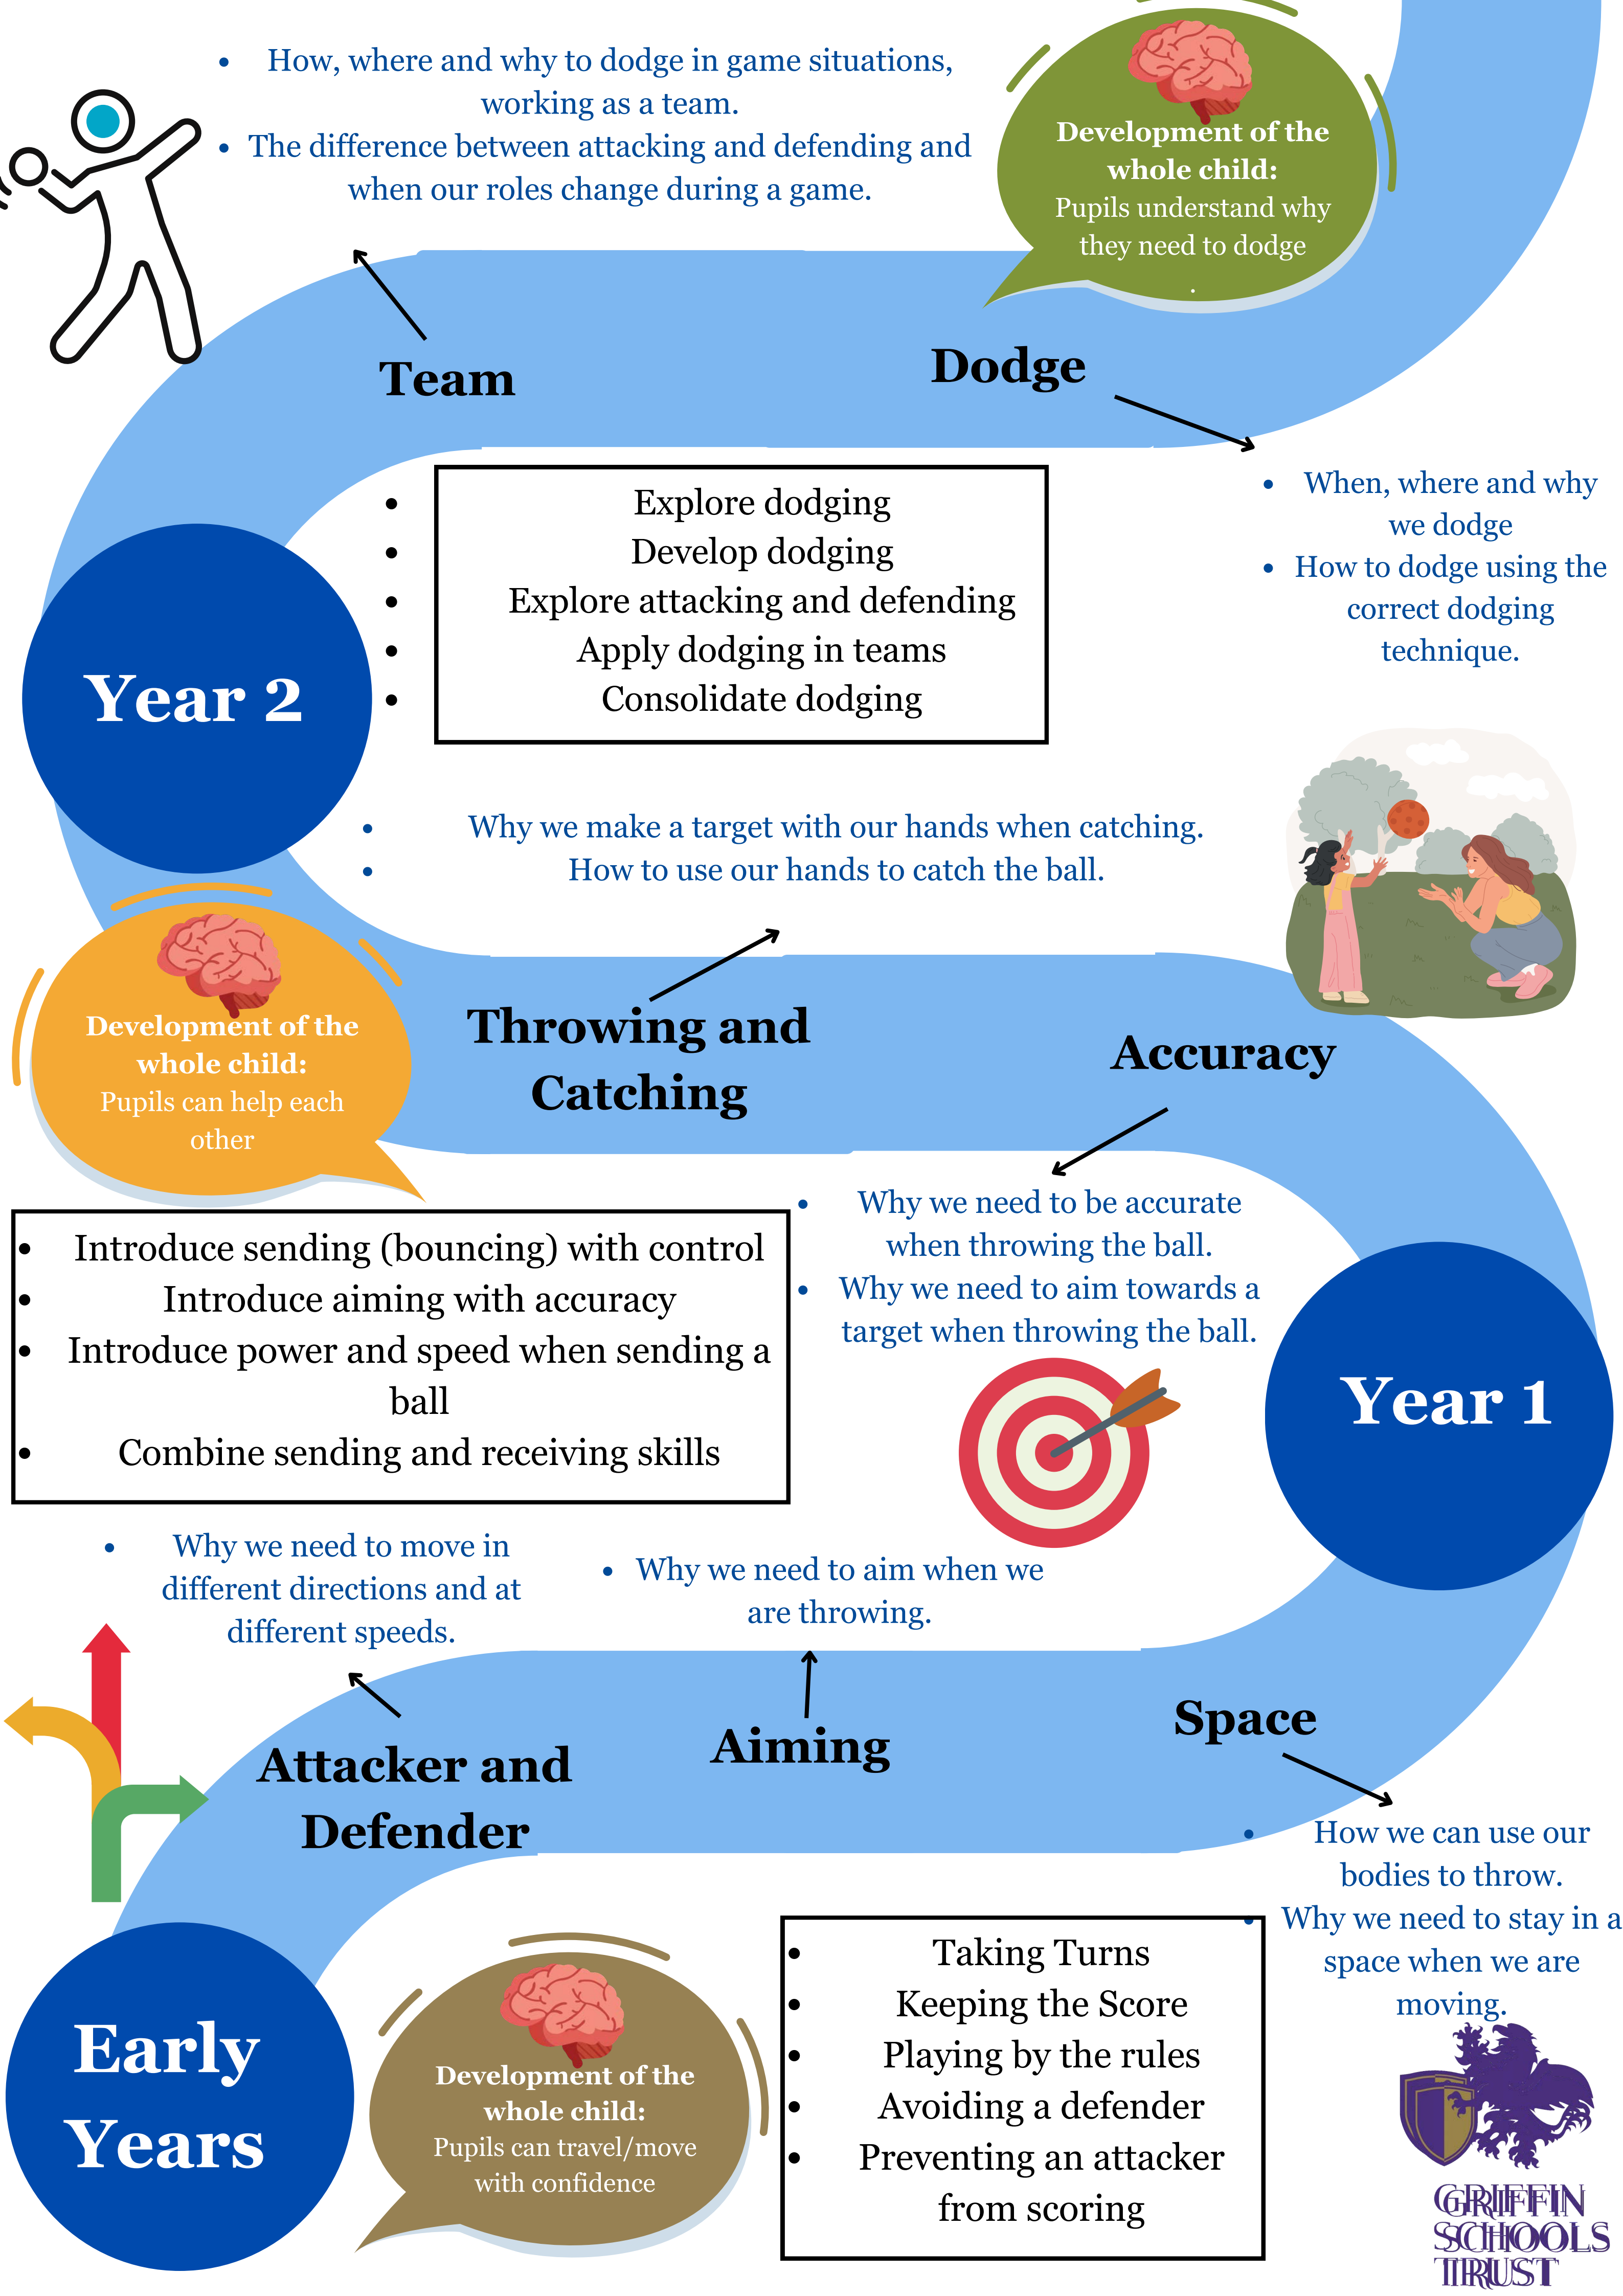 • How, where and why to dodge in game situations,
working as a team.
• The difference between attacking and defending and
when our roles change during a game.
Development of the
whole child:
Pupils understand why
they need to dodge
.
Team
Dodge
• When, where and why
we dodge
• How to dodge using the
correct dodging
technique.
• Explore dodging
• Develop dodging
• Explore attacking and defending
• Apply dodging in teams
• Consolidate dodging
Year 2
• Why we make a target with our hands when catching.
• How to use our hands to catch the ball.
Development of the
whole child:
Pupils can help each
other
Throwing and
Catching
Accuracy
• Why we need to be accurate
when throwing the ball.
• Why we need to aim towards a
target when throwing the ball.
• Introduce sending (bouncing) with control
• Introduce aiming with accuracy
• Introduce power and speed when sending a
ball
• Combine sending and receiving skills
Year 1
• Why we need to move in
different directions and at
different speeds.
• Why we need to aim when we
are throwing.
Attacker and
Defender
Aiming
Space
• How we can use our
bodies to throw.
• Why we need to stay in a
space when we are
moving.
Early
Years
Development of the
whole child:
Pupils can travel/move
with confidence
• Taking Turns
• Keeping the Score
• Playing by the rules
• Avoiding a defender
• Preventing an attacker
from scoring
GRIFFIN
SCHOOLS
TRUST